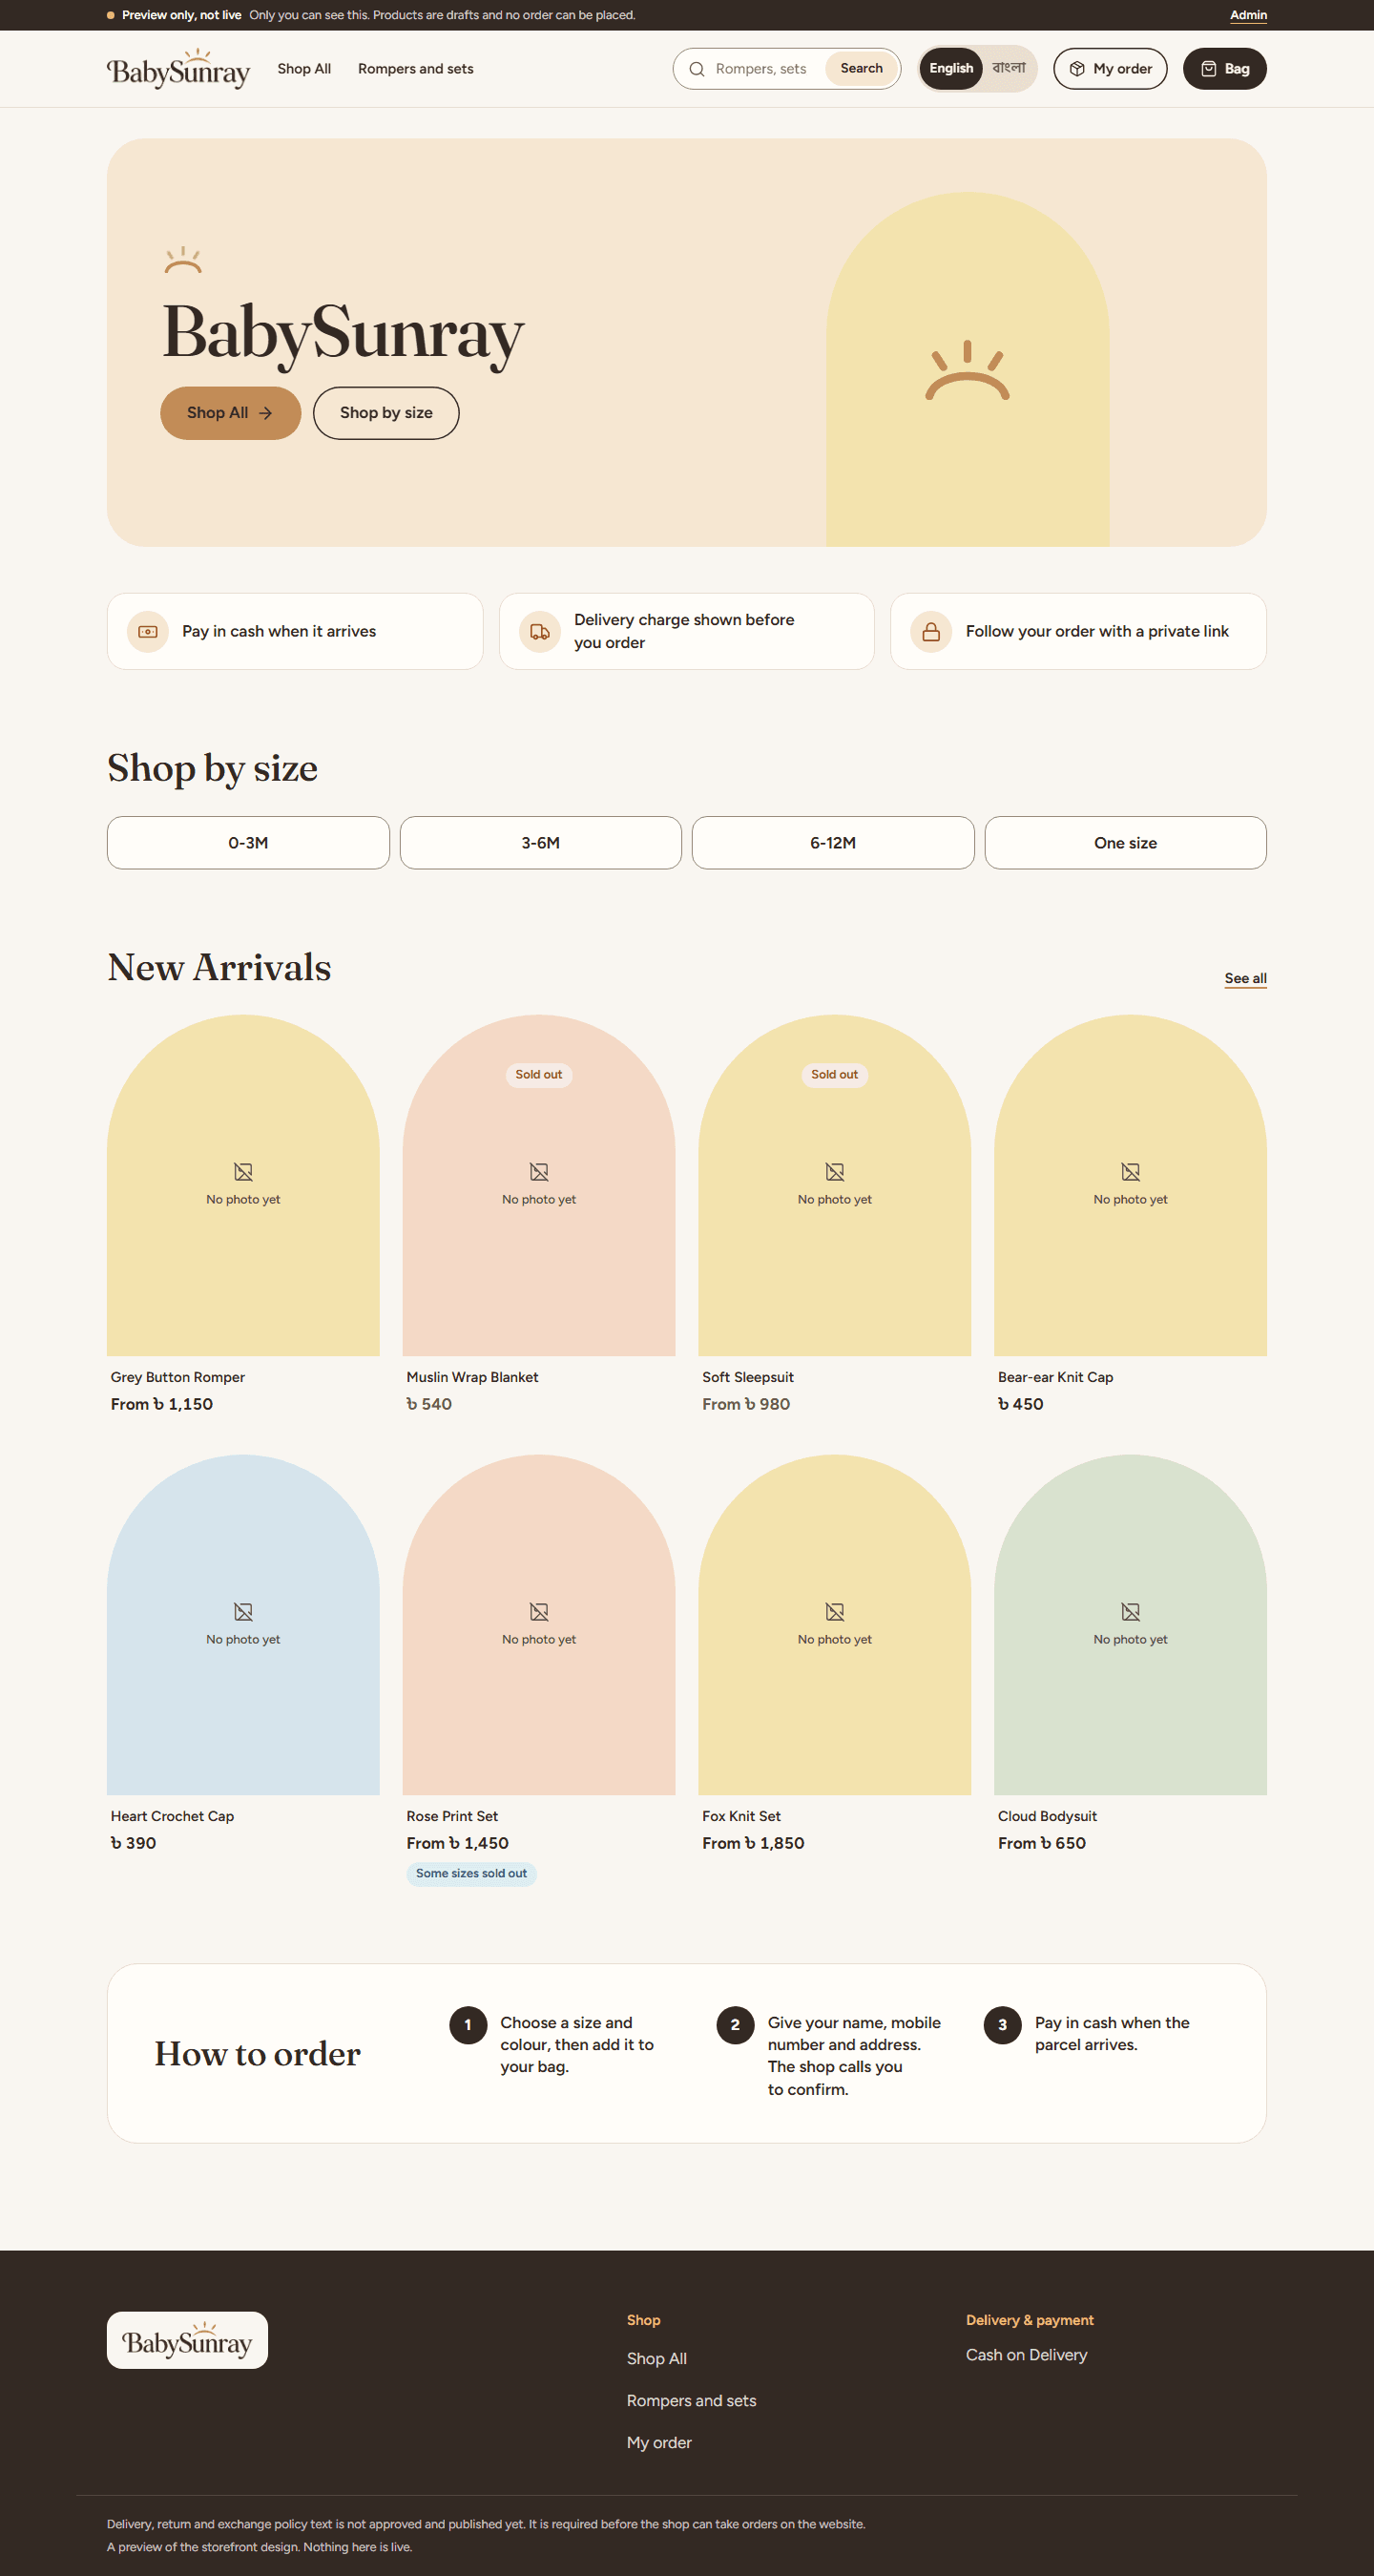 Preview only, not live Only you can see this. Products are drafts and no order can be placed. Admin
BabySunray Shop All Rompers and sets Rompers, sets Search English বাংলা My order Bag
BabySunray
Shop All Shop by size
Pay in cash when it arrives
Delivery charge shown before
you order
Follow your order with a private link
Shop by size
0-3M 3-6M 6-12M One size
New Arrivals See all
Sold out Sold out
No photo yet No photo yet No photo yet No photo yet
Grey Button Romper Muslin Wrap Blanket Soft Sleepsuit Bear-ear Knit Cap
From ৳ 1,150 ৳ 540 From ৳ 980 ৳ 450
No photo yet No photo yet No photo yet No photo yet
Heart Crochet Cap Rose Print Set Fox Knit Set Cloud Bodysuit
৳ 390 From ৳ 1,450 From ৳ 1,850 From ৳ 650
Some sizes sold out
How to order
1 Choose a size and
colour, then add it to
your bag.
2 Give your name, mobile
number and address.
The shop calls you
to confirm.
3 Pay in cash when the
parcel arrives.
BabySunray
Shop
Shop All
Rompers and sets
My order
Delivery & payment
Cash on Delivery
Delivery, return and exchange policy text is not approved and published yet. It is required before the shop can take orders on the website.
A preview of the storefront design. Nothing here is live.